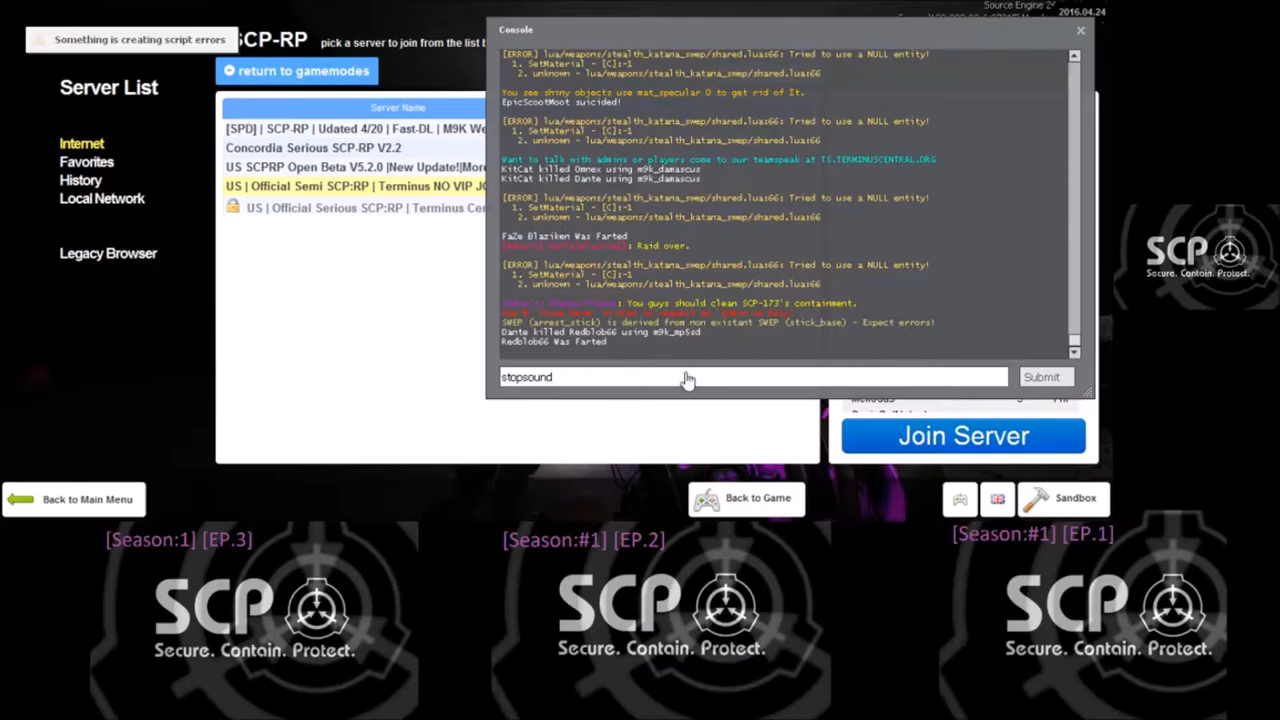 Source Engine 2
2016.04.24
Something is creating script errors
SCP-RP pick a server to join from the list b
return to gamemodes
Server List
Internet
Favorites
History
Local Network
Legacy Browser
Server Name
[SPD] | SCP-RP | Udated 4/20 | Fast-DL | M9K We
Concordia Serious SCP-RP V2.2
US SCPRP Open Beta V5.2.0 |New Update!|More
US | Official Semi SCP:RP | Terminus NO VIP JO
US | Official Serious SCP:RP | Terminus Cen
Console
[ERROR] lua/weapons/stealth_katana_swep/shared.lua:66: Tried to use a NULL entity!
1. SetMaterial - [C]:-1
2. unknown - lua/weapons/stealth_katana_swep/shared.lua:66
You see shiny objects use mat_specular 0 to get rid of It.
EpicScootMoot suicided!
[ERROR] lua/weapons/stealth_katana_swep/shared.lua:66: Tried to use a NULL entity!
1. SetMaterial - [C]:-1
2. unknown - lua/weapons/stealth_katana_swep/shared.lua:66
Want to talk with admins or players come to our teamspeak at TS.TERMINUSCENTRAL.ORG
KitCat killed Omnex using m9k_damascus
KitCat killed Dante using m9k_damascus
[ERROR] lua/weapons/stealth_katana_swep/shared.lua:66: Tried to use a NULL entity!
1. SetMaterial - [C]:-1
2. unknown - lua/weapons/stealth_katana_swep/shared.lua:66
FaZe Blaziken Was Farted
: Raid over.
[ERROR] lua/weapons/stealth_katana_swep/shared.lua:66: Tried to use a NULL entity!
1. SetMaterial - [C]:-1
2. unknown - lua/weapons/stealth_katana_swep/shared.lua:66
: You guys should clean SCP-173's containment.
SWEP (arrest_stick) is derived from non existant SWEP (stick_base) - Expect errors!
Dante killed Redblob66 using m9k_mp5sd
Redblob66 Was Farted
stopsound
Submit
Join Server
SCP
Secure. Contain. Protect.
Back to Main Menu
Back to Game
Sandbox
[Season:1] [EP.3]
[Season:#1] [EP.2]
[Season:#1] [EP.1]
SCP
Secure. Contain. Protect.
SCP
Secure. Contain. Protect.
SCP
Secure. Contain. Protect.